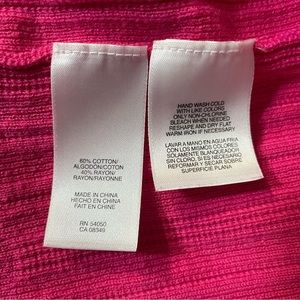 60% COTTON/
ALGODÓN/COTON
40% RAYON/
RAYÓN/RAYONNE
MADE IN CHINA
HECHO EN CHINA
FAIT EN CHINE
RN 54050
CA 08349
HAND WASH COLD
WITH LIKE COLORS
ONLY NON-CHLORINE
BLEACH WHEN NEEDED
RESHAPE AND DRY FLAT
WARM IRON IF NECESSARY
LAVAR A MANO EN AGUA FRIA
CON LOS MISMOS COLORES
SOLAMENTE BLANQUEADOR
SIN CLORO, SI ES NECESARIO
REFORMAR Y SECAR SOBRE
SUPERFICIE PLANA